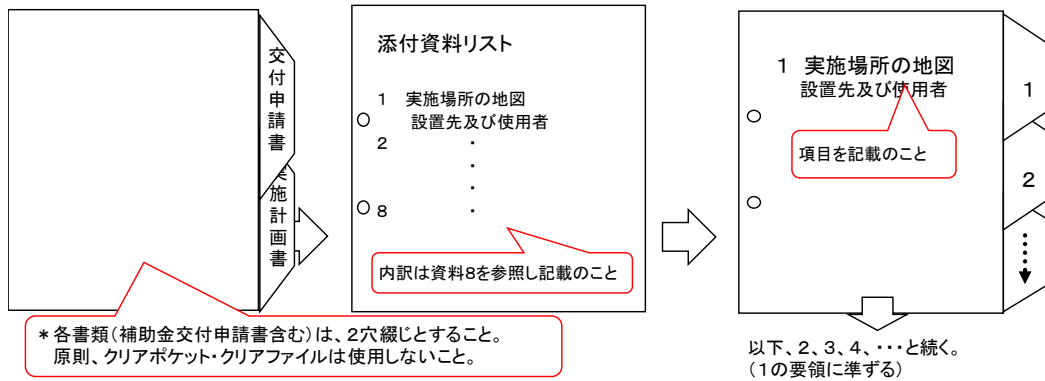 交付申請書
実施計画書
*各書類(補助金交付申請書含む)は、2穴綴じとすること。
原則、クリアポケット・クリアファイルは使用しないこと。
添付資料リスト
1 実施場所の地図
設置先及び使用者
2 ・
・
・
8 ・
内訳は資料8を参照し記載のこと
1 実施場所の地図
設置先及び使用者
項目を記載のこと
1
2
以下、2、3、4、・・・と続く。
(1の要領に準ずる)